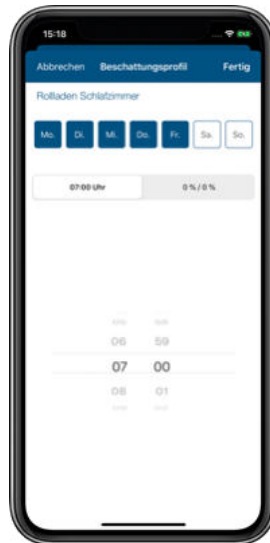 15:18
Abbrechen Beschattungsprofil Fertig
Rollladen Schlafzimmer
Mo. Di. Mi. Do. Fr. Sa. So.
07:00 Uhr 0 % / 0 %
06 59
07 00
08 01